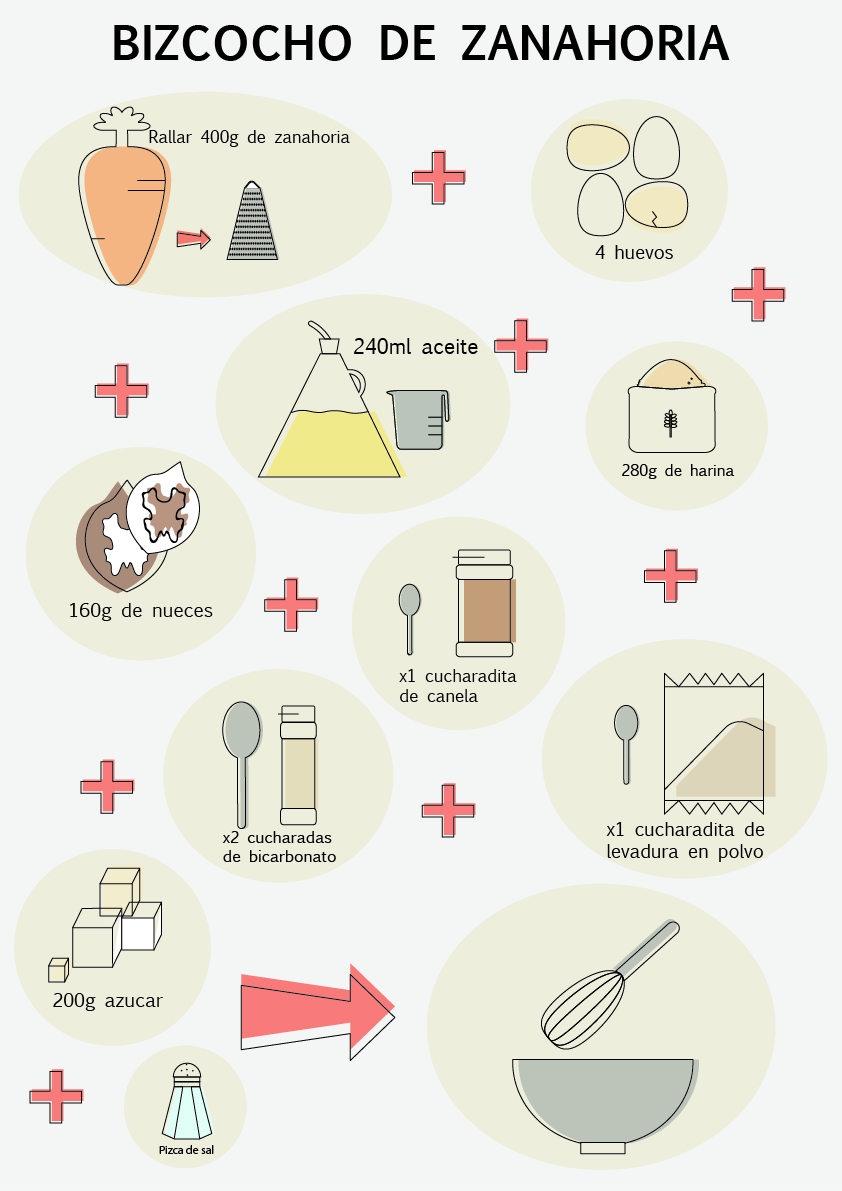 BIZCOCHO DE ZANAHORIA
Rallar 400g de zanahoria
4 huevos
240ml aceite
280g de harina
160g de nueces
x1 cucharadita
de canela
x2 cucharadas
de bicarbonato
x1 cucharadita de
levadura en polvo
200g azucar
Pizca de sal